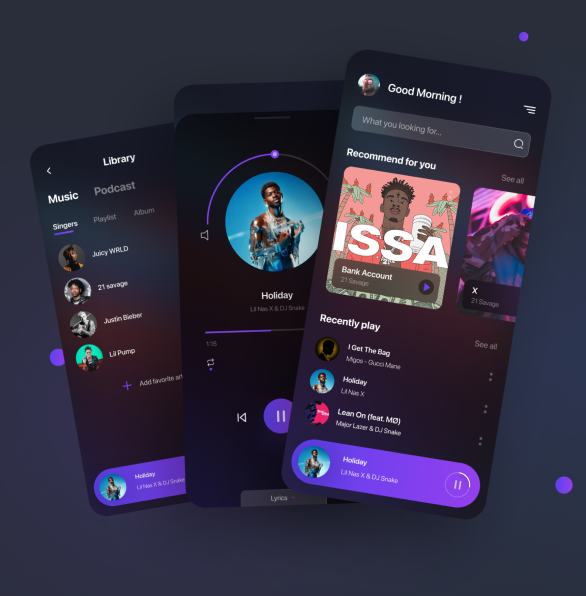 Library
Music Podcast
Singers Playlist Album
Juicy WRLD
21 savage
Justin Bieber
Lil Pump
Add favorite art
Holiday
Lil Nas X & DJ Snake
Holiday
Lil Nas X & DJ Snake
1:15
Lyrics
Good Morning !
What you looking for...
Recommend for you
See all
ISSA
Bank Account
21 Savage
X
21 Savage
Recently play
See all
I Get The Bag
Migos - Gucci Mane
Holiday
Lil Nas X
Lean On (feat. MØ)
Major Lazer & DJ Snake
Holiday
Lil Nas X & DJ Snake